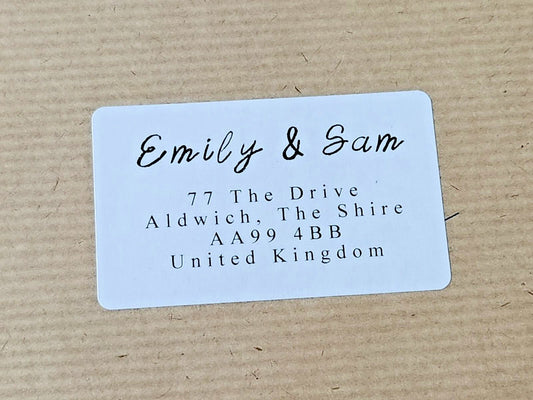 Emily & Sam
77 The Drive
Aldwich, The Shire
AA99 4BB
United Kingdom